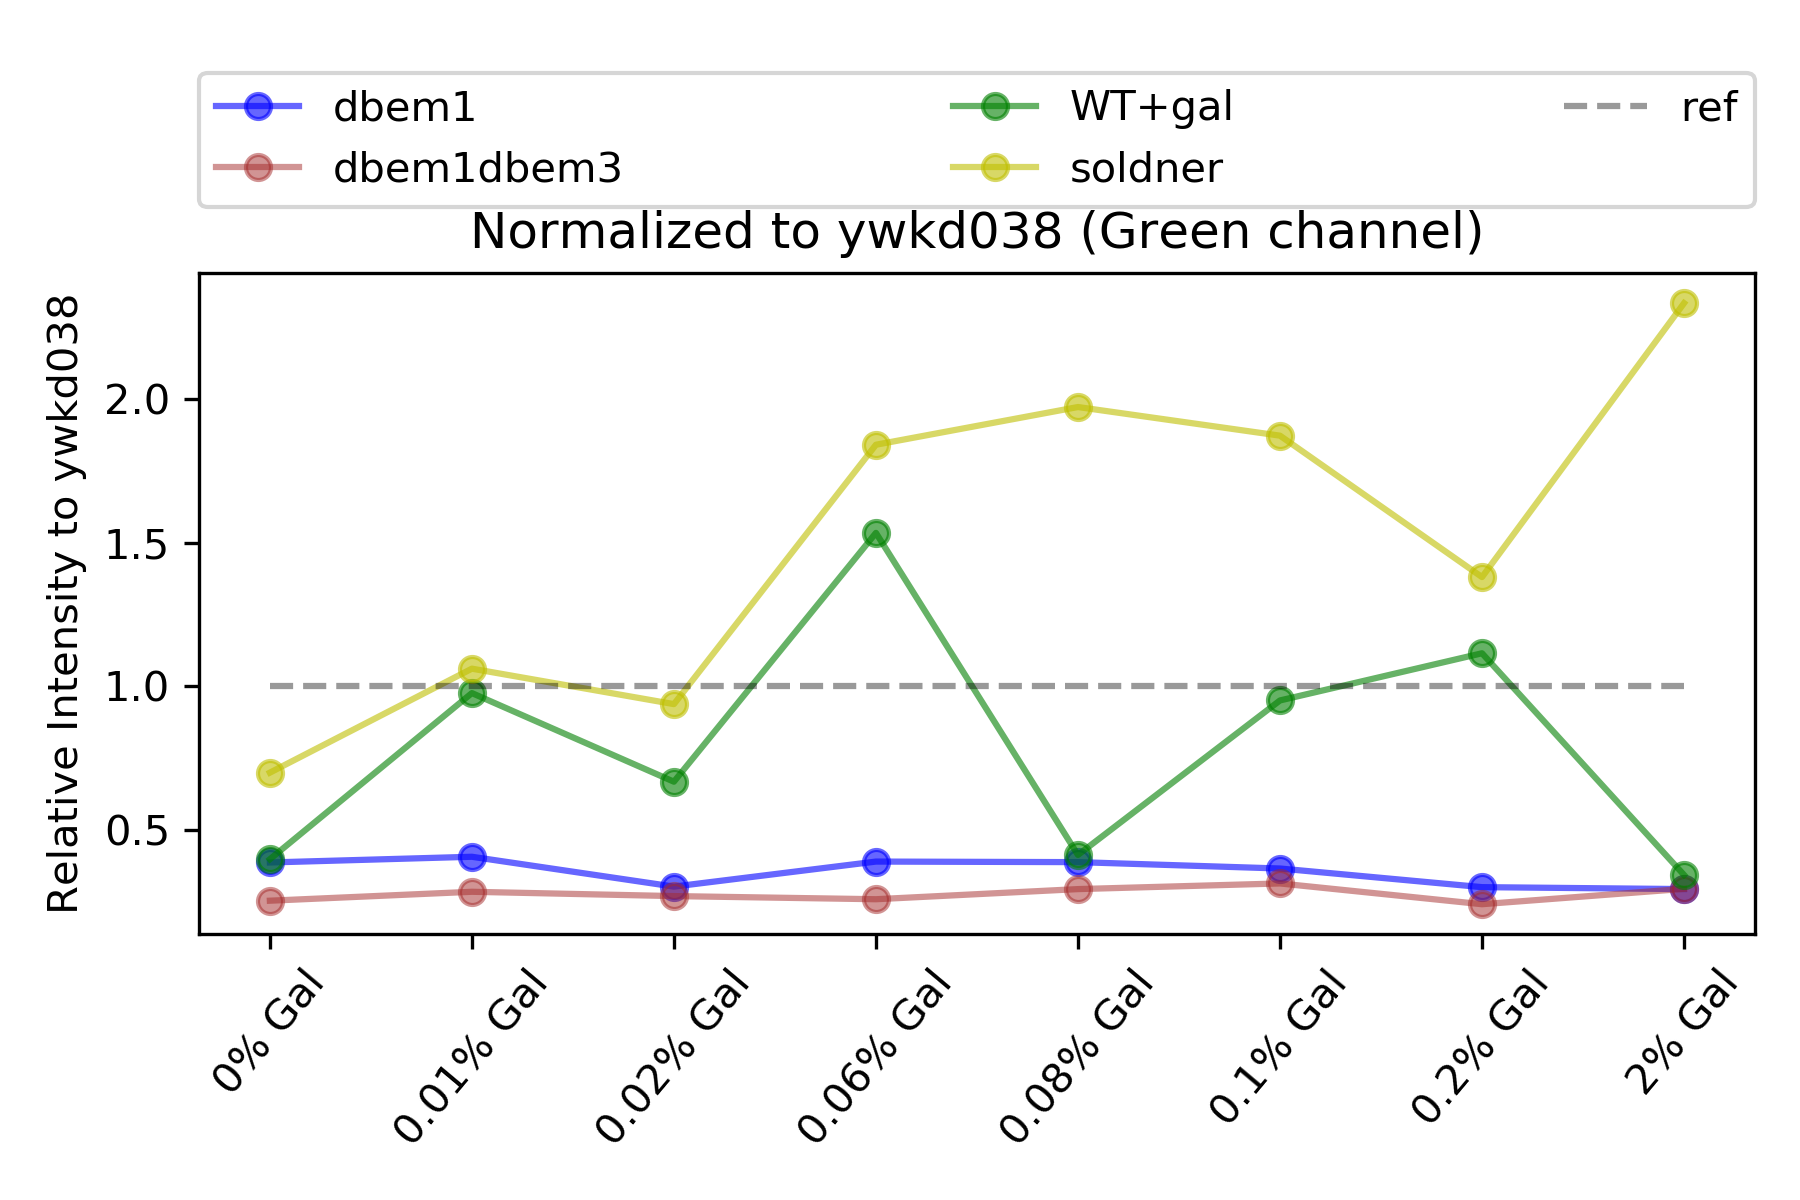 dbem1
dbem1dbem3
WT+gal
soldner
ref
Normalized to ywkd038 (Green channel)
Relative Intensity to ywkd038
2.0
1.5
1.0
0.5
0% Gal
0.01% Gal
0.02% Gal
0.06% Gal
0.08% Gal
0.1% Gal
0.2% Gal
2% Gal